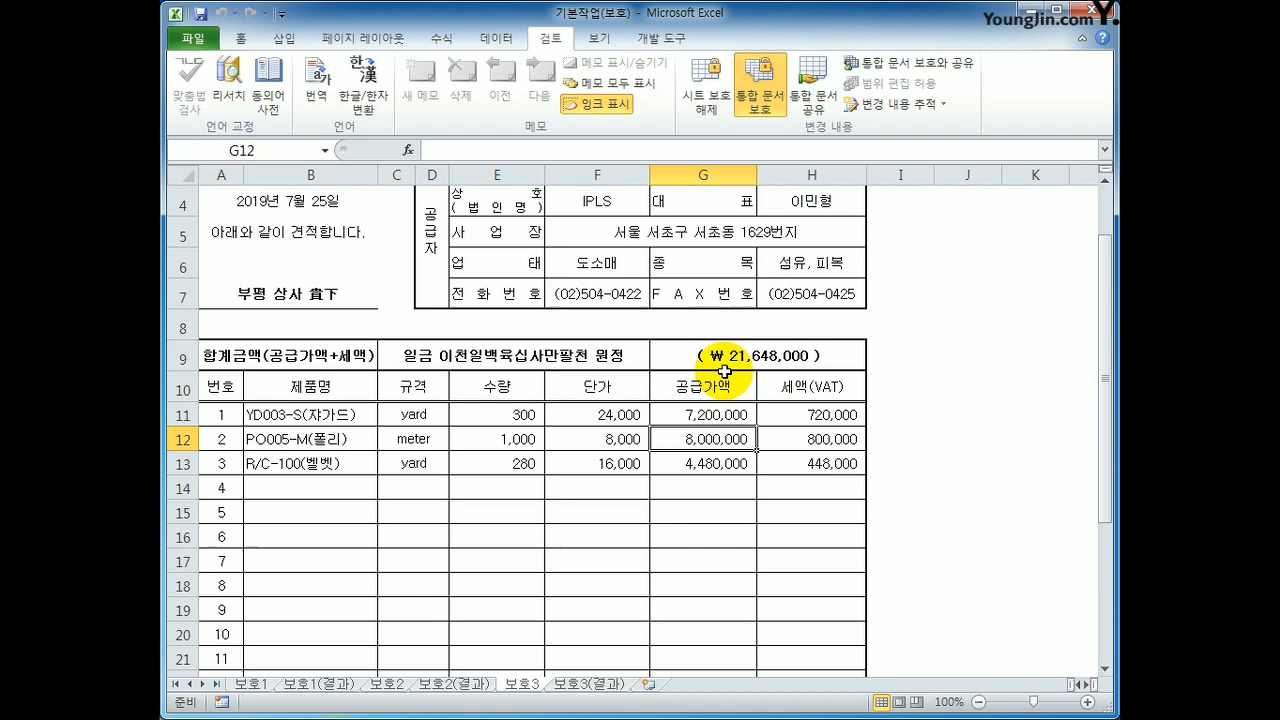 기본작업(보호) - Microsoft Excel
YoungJin.com Y.
파일 홈 삽입 페이지 레이아웃 수식 데이터 검토 보기 개발 도구
맞춤법 검사
리서치
동의어 사전
번역
한글/한자 변환
새 메모
삭제
이전
다음
메모 표시/숨기기
메모 모두 표시
잉크 표시
시트 보호 해제
통합 문서 보호
통합 문서 공유
통합 문서 보호와 공유
범위 편집 허용
변경 내용 추적
언어 교정 언어 메모 변경 내용
G12 fx
A B C D E F G H I J K
4 2019년 7월 25일 공급자 상 호 (법인명) IPLS 대 표 이민형
5 아래와 같이 견적합니다. 사 업 장 서울 서초구 서초동 1629번지
6 업 태 도소매 종 목 섬유, 피복
7 부평 상사 貴下 전 화 번 호 (02)504-0422 F A X 번 호 (02)504-0425
8
9 합계금액(공급가액+세액) 일금 이천일백육십사만팔천 원정 ( ₩ 21,648,000 )
10 번호 제품명 규격 수량 단가 공급가액 세액(VAT)
11 1 YD003-S(쟈가드) yard 300 24,000 7,200,000 720,000
12 2 PO005-M(폴리) meter 1,000 8,000 8,000,000 800,000
13 3 R/C-100(벨벳) yard 280 16,000 4,480,000 448,000
14 4
15 5
16 6
17 7
18 8
19 9
20 10
21 11
보호1 보호1(결과) 보호2 보호2(결과) 보호3 보호3(결과)
준비 100%